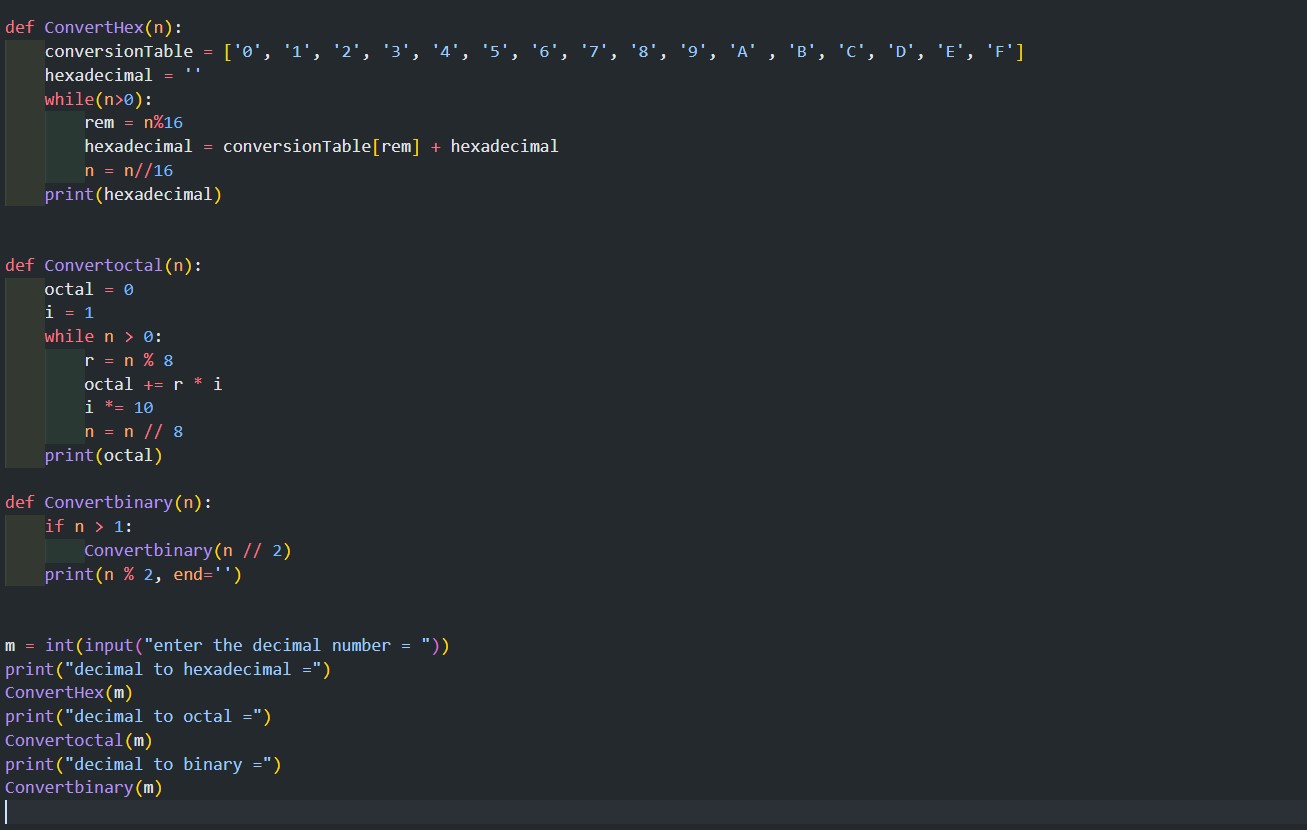 def ConvertHex(n):
    conversionTable = ['0', '1', '2', '3', '4', '5', '6', '7', '8', '9', 'A' , 'B', 'C', 'D', 'E', 'F']
    hexadecimal = ''
    while(n>0):
        rem = n%16
        hexadecimal = conversionTable[rem] + hexadecimal
        n = n//16
    print(hexadecimal)
def Convertoctal(n):
    octal = 0
    i = 1
    while n > 0:
        r = n % 8
        octal += r * i
        i *= 10
        n = n // 8
    print(octal)
def Convertbinary(n):
    if n > 1:
        Convertbinary(n // 2)
    print(n % 2, end='')
m = int(input("enter the decimal number = "))
print("decimal to hexadecimal =")
ConvertHex(m)
print("decimal to octal =")
Convertoctal(m)
print("decimal to binary =")
Convertbinary(m)